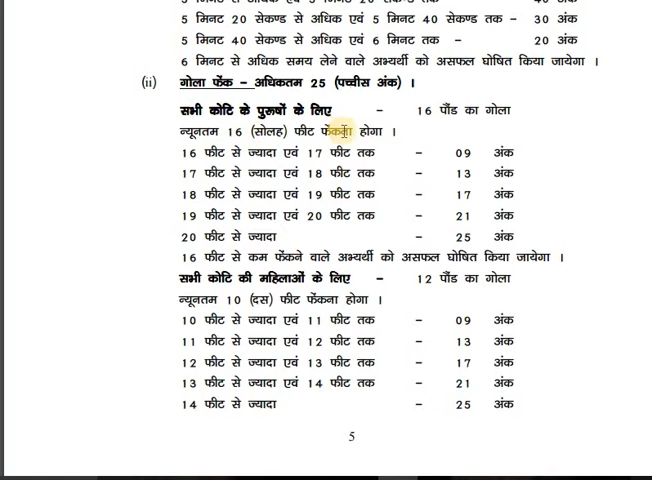 5 मिनट 20 सेकण्ड से अधिक एवं 5 मिनट 40 सेकण्ड तक – 30 अंक
5 मिनट 40 सेकण्ड से अधिक एवं 6 मिनट तक – 20 अंक
6 मिनट से अधिक समय लेने वाले अभ्यर्थी को असफल घोषित किया जायेगा ।
(ii) गोला फेंक – अधिकतम 25 (पच्चीस अंक) ।
सभी कोटि के पुरूषों के लिए – 16 पौंड का गोला
न्यूनतम 16 (सोलह) फीट फेंकना होगा ।
16 फीट से ज्यादा एवं 17 फीट तक – 09 अंक
17 फीट से ज्यादा एवं 18 फीट तक – 13 अंक
18 फीट से ज्यादा एवं 19 फीट तक – 17 अंक
19 फीट से ज्यादा एवं 20 फीट तक – 21 अंक
20 फीट से ज्यादा – 25 अंक
16 फीट से कम फेंकने वाले अभ्यर्थी को असफल घोषित किया जायेगा ।
सभी कोटि की महिलाओं के लिए – 12 पौंड का गोला
न्यूनतम 10 (दस) फीट फेंकना होगा ।
10 फीट से ज्यादा एवं 11 फीट तक – 09 अंक
11 फीट से ज्यादा एवं 12 फीट तक – 13 अंक
12 फीट से ज्यादा एवं 13 फीट तक – 17 अंक
13 फीट से ज्यादा एवं 14 फीट तक – 21 अंक
14 फीट से ज्यादा – 25 अंक
5